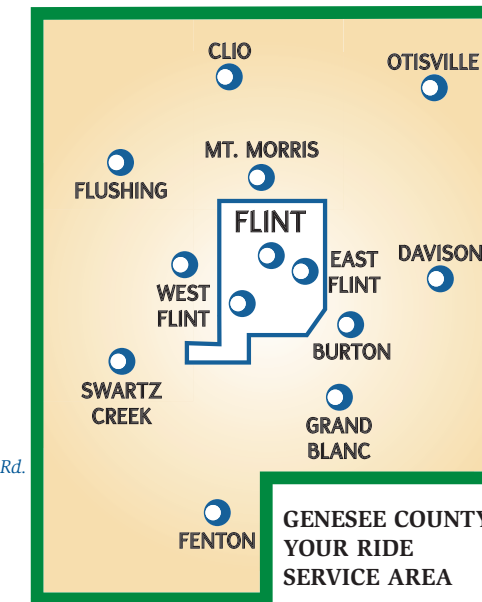 CLIO
OTISVILLE
MT. MORRIS
FLUSHING
FLINT
EAST
FLINT
DAVISON
WEST
FLINT
BURTON
SWARTZ
CREEK
GRAND
BLANC
Rd.
FENTON
GENESEE COUNTY
YOUR RIDE
SERVICE AREA